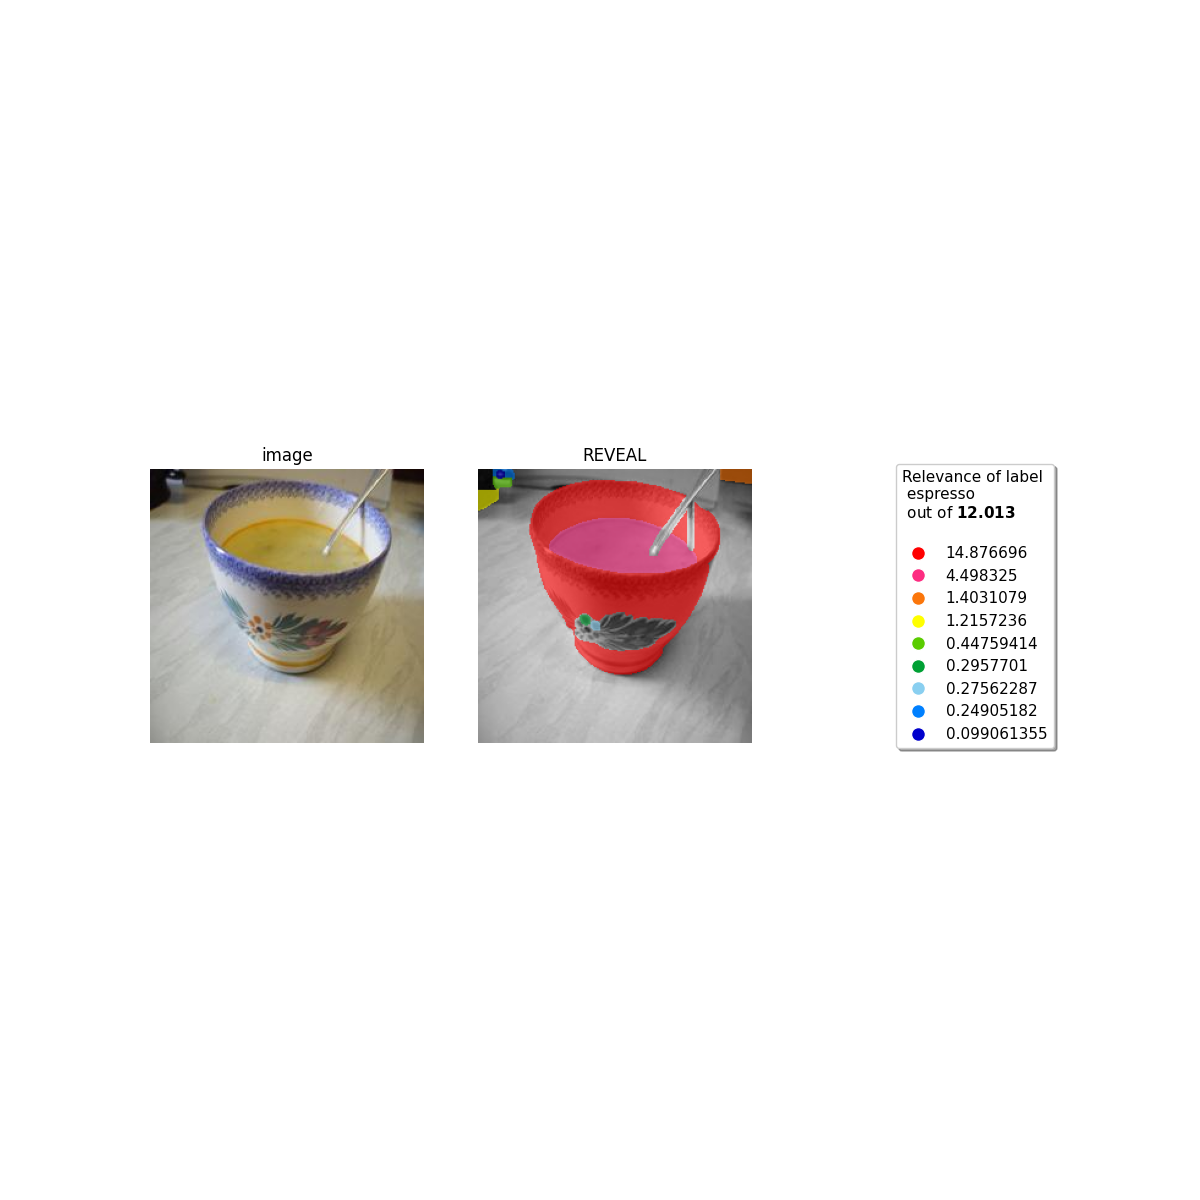 image
REVEAL
Relevance of label
espresso
out of 12.013
14.876696
4.498325
1.4031079
1.2157236
0.44759414
0.2957701
0.27562287
0.24905182
0.099061355